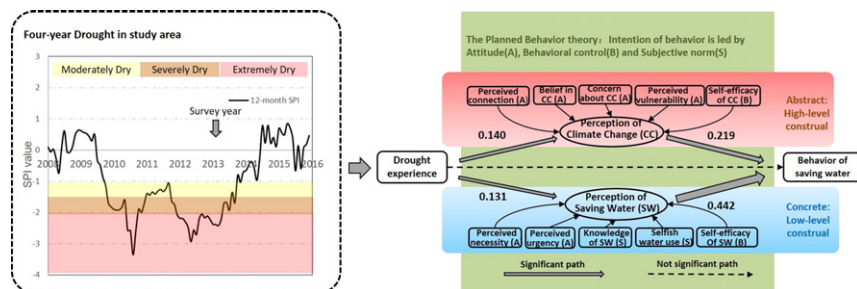 Four-year Drought in study area
3
2
1
0
-1
-2
-3
-4
SPI value
Moderately Dry
Severely Dry
Extremely Dry
12-month SPI
Survey year
2008 2009 2010 2011 2012 2013 2014 2015 2016
The Planned Behavior theory: Intention of behavior is led by
Attitude(A), Behavioral control(B) and Subjective norm(S)
Perceived
connection (A)
Belief in
CC (A)
Concern
about CC (A)
Perceived
vulnerability (A)
Self-efficacy
of CC (B)
Abstract:
High-level
construal
Perception of
Climate Change (CC)
0.140
0.219
Drought
experience
Behavior of
saving water
0.131
0.442
Perception of
Saving Water (SW)
Concrete:
Low-level
construal
Perceived
necessity (A)
Perceived
urgency (A)
Knowledge
of SW (S)
Selfish
water use (S)
Self-efficacy
Of SW (B)
Significant path
Not significant path